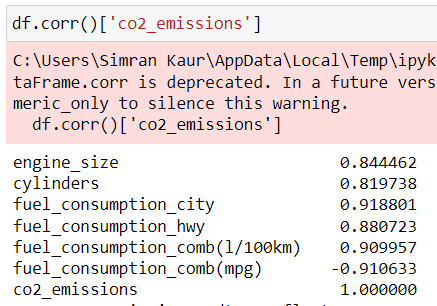 df.corr()['co2_emissions']
C:\Users\Simran Kaur\AppData\Local\Temp\ipyk
taFrame.corr is deprecated. In a future vers
meric_only to silence this warning.
df.corr()['co2_emissions']
engine_size 0.844462
cylinders 0.819738
fuel_consumption_city 0.918801
fuel_consumption_hwy 0.880723
fuel_consumption_comb(l/100km) 0.909957
fuel_consumption_comb(mpg) -0.910633
co2_emissions 1.000000